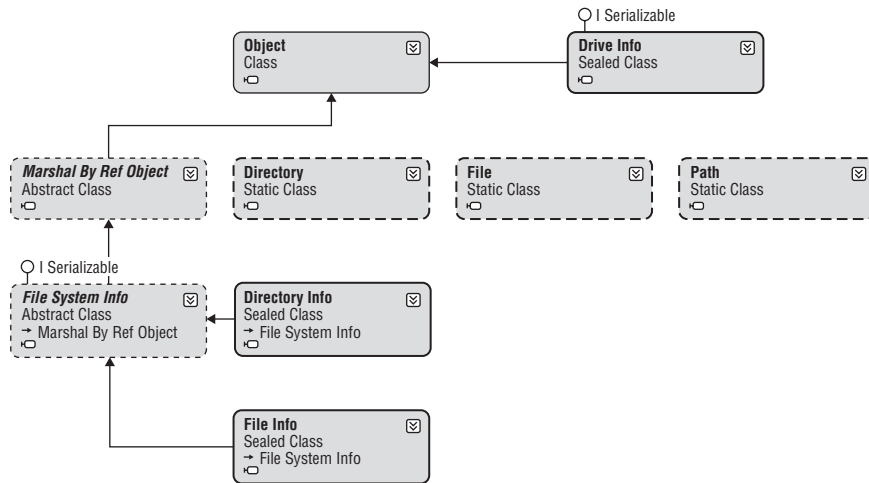 I Serializable
Object
Class
Drive Info
Sealed Class
Marshal By Ref Object
Abstract Class
Directory
Static Class
File
Static Class
Path
Static Class
I Serializable
File System Info
Abstract Class
→ Marshal By Ref Object
Directory Info
Sealed Class
→ File System Info
File Info
Sealed Class
→ File System Info